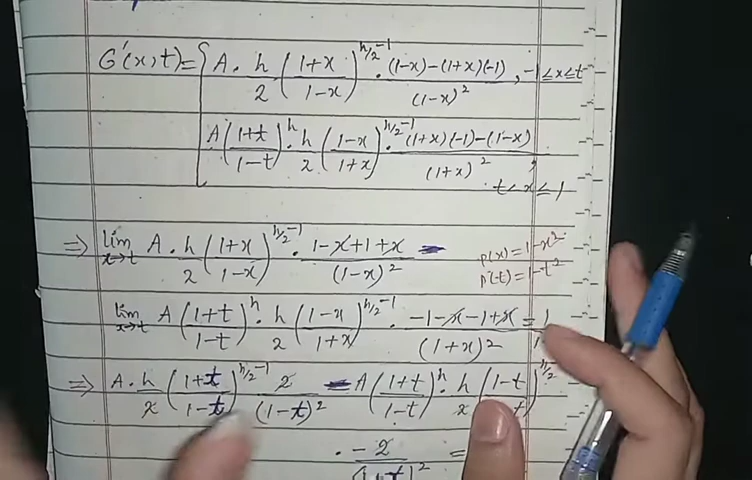 G'(x,t) = { A · h/2 ((1+x)/(1-x))^(h/2-1) · ((1-x)-(1+x)(-1))/(1-x)², -1≤x≤t
A((1+t)/(1-t))^h · h/2 ((1-x)/(1+x))^(h/2-1) · ((1+x)(-1)-(1-x))/(1+x)², t<x≤1
⇒ lim x→t A · h/2 ((1+x)/(1-x))^(h/2-1) · (1-x+1+x)/(1-x)² -
P(x)=1-x²
P(t)=1-t²
lim x→t A((1+t)/(1-t))^h · h/2 ((1-x)/(1+x))^(h/2-1) · (-1-x-1+x)/(1+x)² = 1
⇒ A·h/2 ((1+t)/(1-t))^(h/2-1) 2/(1-t)² - A((1+t)/(1-t))^h · h/2 (1-t
· -2/(1+t)² =